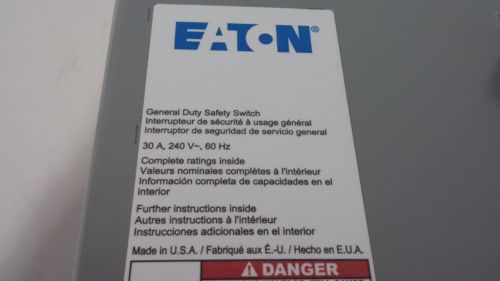 EATON®
General Duty Safety Switch
Interrupteur de sécurité à usage général
Interruptor de seguridad de servicio general
30 A, 240 V~, 60 Hz
Complete ratings inside
Valeurs nominales complètes à l'intérieur
Información completa de capacidades en el
interior
Further instructions inside
Autres instructions à l'intérieur
Instrucciones adicionales en el interior
Made in U.S.A. / Fabriqué aux É.-U. / Hecho en E.U.A.
DANGER